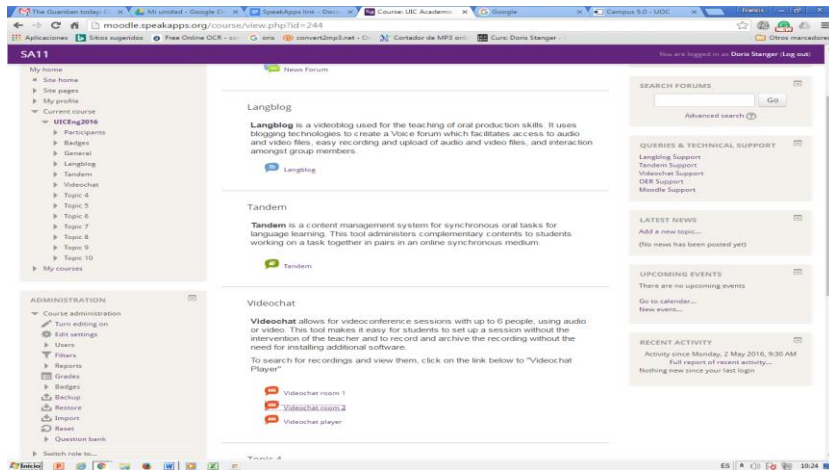 The Guardian today:
Mi unidad - Google Dr
SpeakApps link - Docu
Course: UIC Academic
Google
Campus 5.0 - UOC
moodle.speakapps.org/course/view.php?id=244
Aplicaciones
Sitios sugeridos
Free Online OCR
convert2mp3.net
Cortador de MP3
Curs: Doris Stanger
Otros marcadores
SA11
You are logged in as Doris Stanger (Log out)
My home
Site home
Site pages
My profile
Current course
UICEng2016
Participants
Badges
General
Langblog
Tandem
Videochat
Topic 4
Topic 5
Topic 6
Topic 7
Topic 8
Topic 9
Topic 10
My courses
ADMINISTRATION
Course administration
Turn editing on
Edit settings
Users
Filters
Reports
Grades
Badges
Backup
Restore
Import
Reset
Question bank
Switch role to...
News Forum
Langblog
Langblog is a videoblog used for the teaching of oral production skills. It uses
blogging technologies to create a Voice forum which facilitates access to audio
and video files, easy recording and upload of audio and video files, and interaction
amongst group members.
Langblog
Tandem
Tandem is a content management system for synchronous oral tasks for
language learning. This tool administers complementary contents to students
working on a task together in pairs in an online synchronous medium.
Tandem
Videochat
Videochat allows for videoconference sessions with up to 6 people, using audio
or video. This tool makes it easy for students to set up a session without the
intervention of the teacher and to record and archive the recording without the
need for installing additional software.
To search for recordings and view them, click on the link below to "Videochat
Player"
Videochat room 1
Videochat room 2
Videochat player
Topic 4
SEARCH FORUMS
Go
Advanced search
QUERIES & TECHNICAL SUPPORT
Langblog Support
Tandem Support
Videochat Support
OER Support
Moodle Support
LATEST NEWS
Add a new topic...
(No news has been posted yet)
UPCOMING EVENTS
There are no upcoming events
Go to calendar...
New event...
RECENT ACTIVITY
Activity since Monday, 2 May 2016, 9:30 AM
Full report of recent activity...
Nothing new since your last login
Inicio
ES
10:24